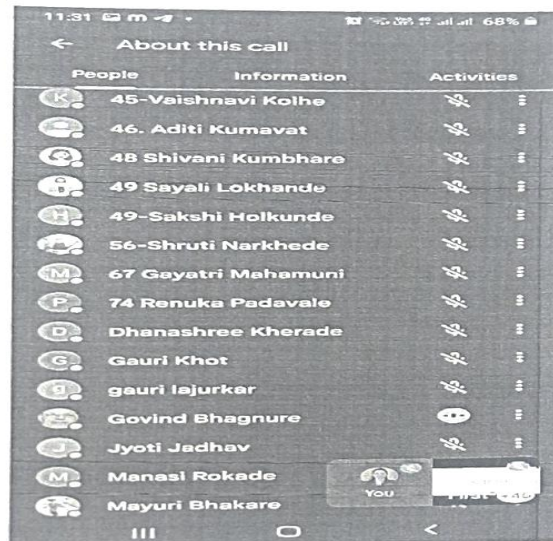 11:31 68%
About this call
People Information Activities
K 45-Vaishnavi Kolhe
46. Aditi Kumavat
48 Shivani Kumbhare
49 Sayali Lokhande
H 49-Sakshi Holkunde
56-Shruti Narkhede
M 67 Gayatri Mahamuni
P 74 Renuka Padavale
D Dhanashree Kherade
G Gauri Khot
g gauri lajurkar
Govind Bhagnure
J Jyoti Jadhav
M Manasi Rokade
You
Mayuri Bhakare